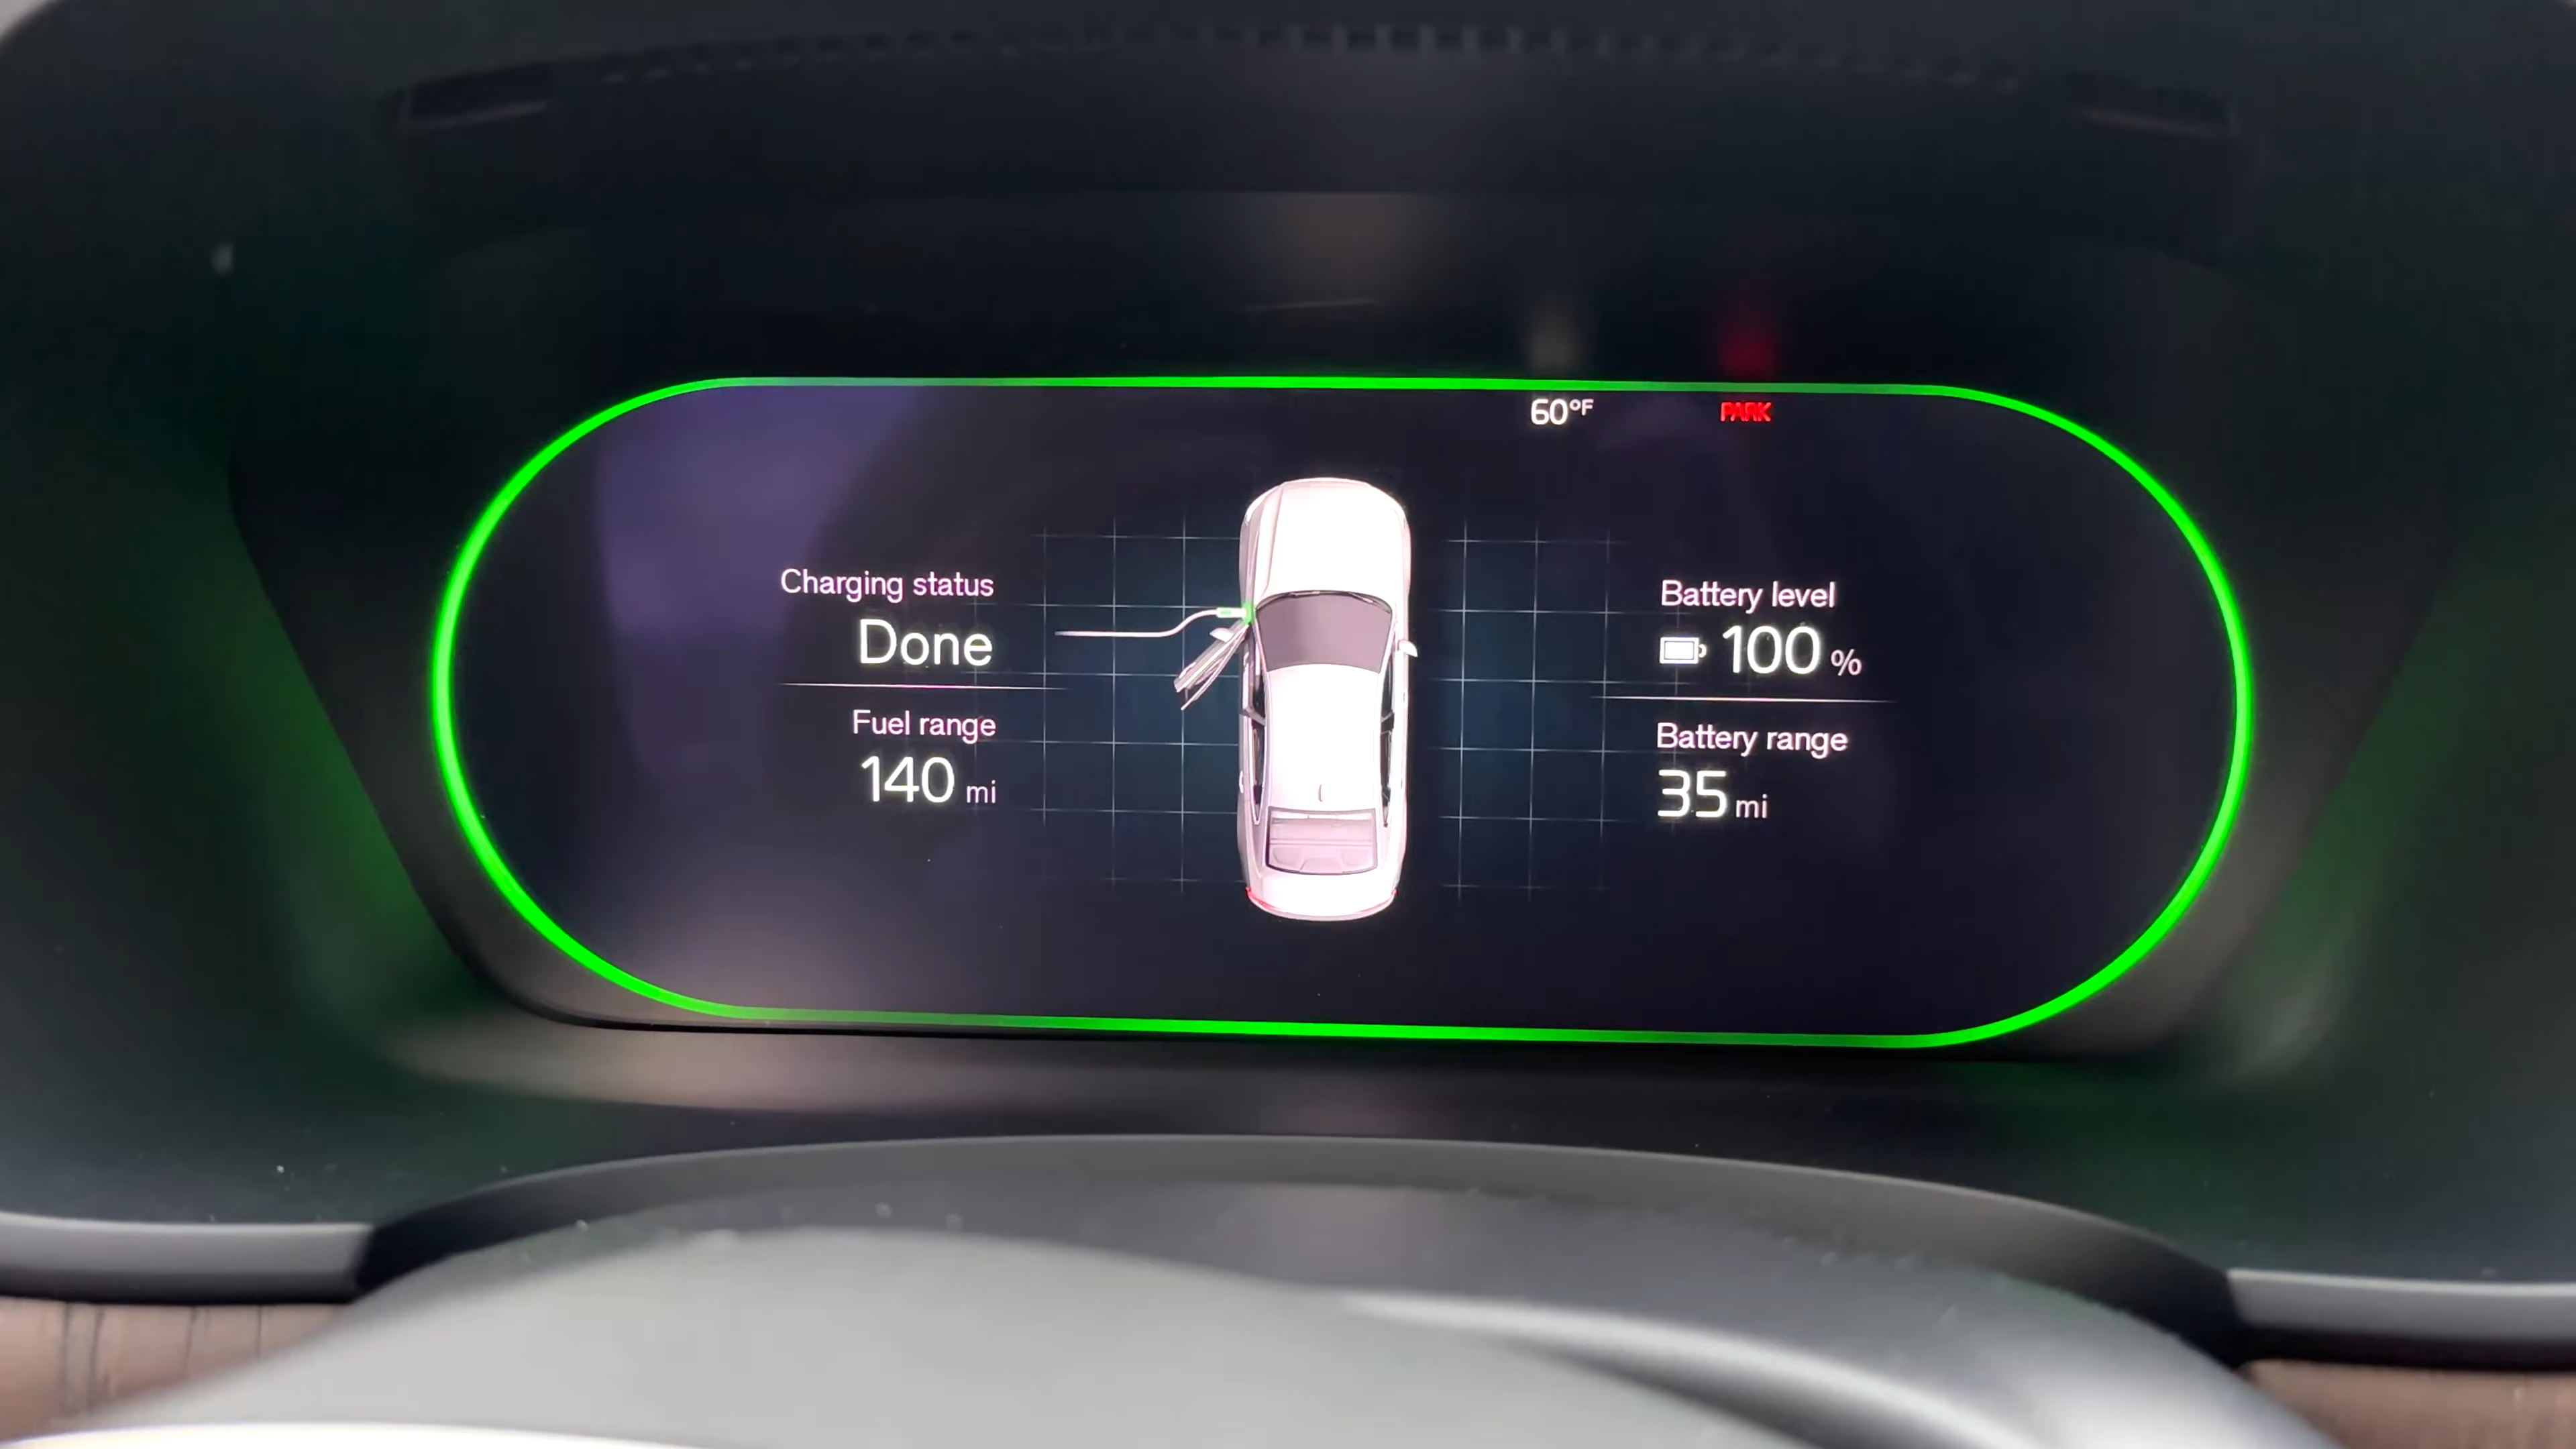 60°F
PARK
Charging status
Done
Fuel range
140 mi
Battery level
100 %
Battery range
35 mi